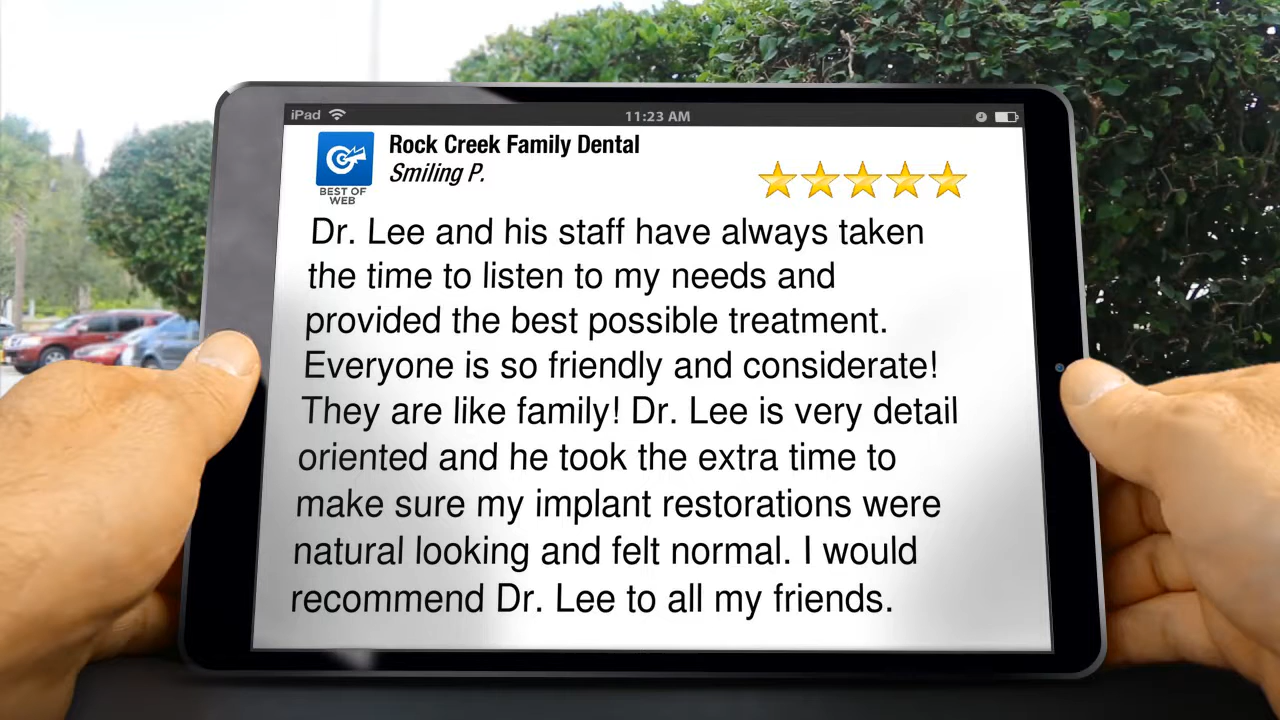 iPad 11:23 AM
Rock Creek Family Dental
Smiling P.
BEST OF
WEB
Dr. Lee and his staff have always taken
the time to listen to my needs and
provided the best possible treatment.
Everyone is so friendly and considerate!
They are like family! Dr. Lee is very detail
oriented and he took the extra time to
make sure my implant restorations were
natural looking and felt normal. I would
recommend Dr. Lee to all my friends.